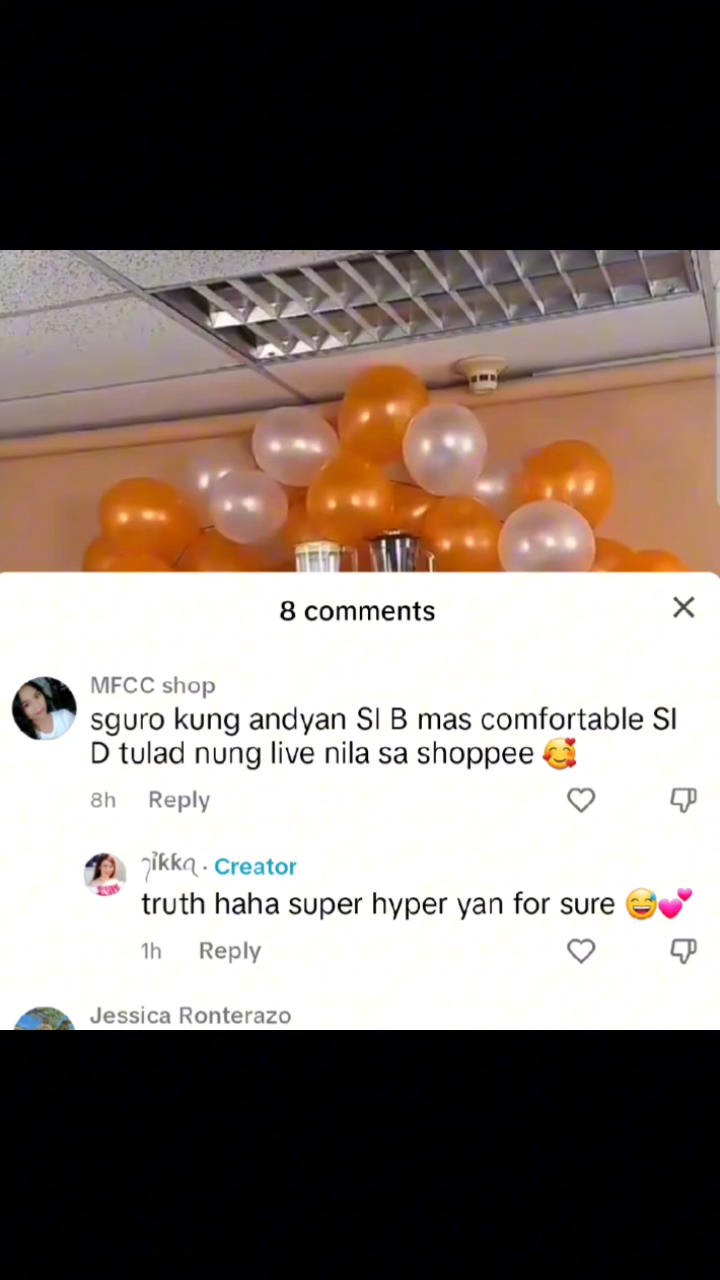 8 comments
MFCC shop
sguro kung andyan SI B mas comfortable SI
D tulad nung live nila sa shoppee 🥰
8h Reply
jikka · Creator
truth haha super hyper yan for sure 😅💕
1h Reply
Jessica Ronterazo